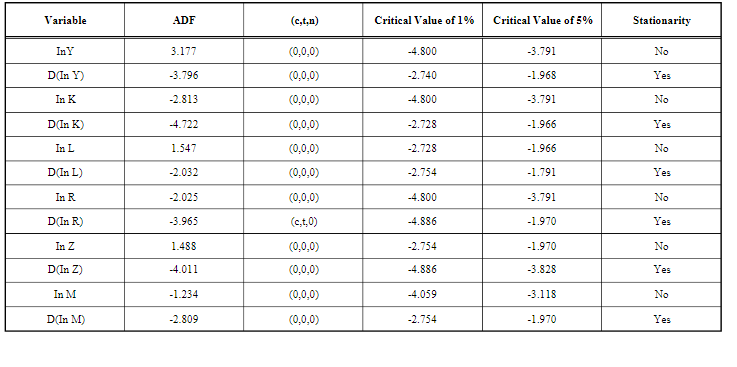 Variable ADF (c,t,n) Critical Value of 1% Critical Value of 5% Stationarity
InY 3.177 (0,0,0) -4.800 -3.791 No
D(In Y) -3.796 (0,0,0) -2.740 -1.968 Yes
In K -2.813 (0,0,0) -4.800 -3.791 No
D(In K) -4.722 (0,0,0) -2.728 -1.966 Yes
In L 1.547 (0,0,0) -2.728 -1.966 No
D(In L) -2.032 (0,0,0) -2.754 -1.791 Yes
In R -2.025 (0,0,0) -4.800 -3.791 No
D(In R) -3.965 (c,t,0) -4.886 -1.970 Yes
In Z 1.488 (0,0,0) -2.754 -1.970 No
D(In Z) -4.011 (0,0,0) -4.886 -3.828 Yes
In M -1.234 (0,0,0) -4.059 -3.118 No
D(In M) -2.809 (0,0,0) -2.754 -1.970 Yes